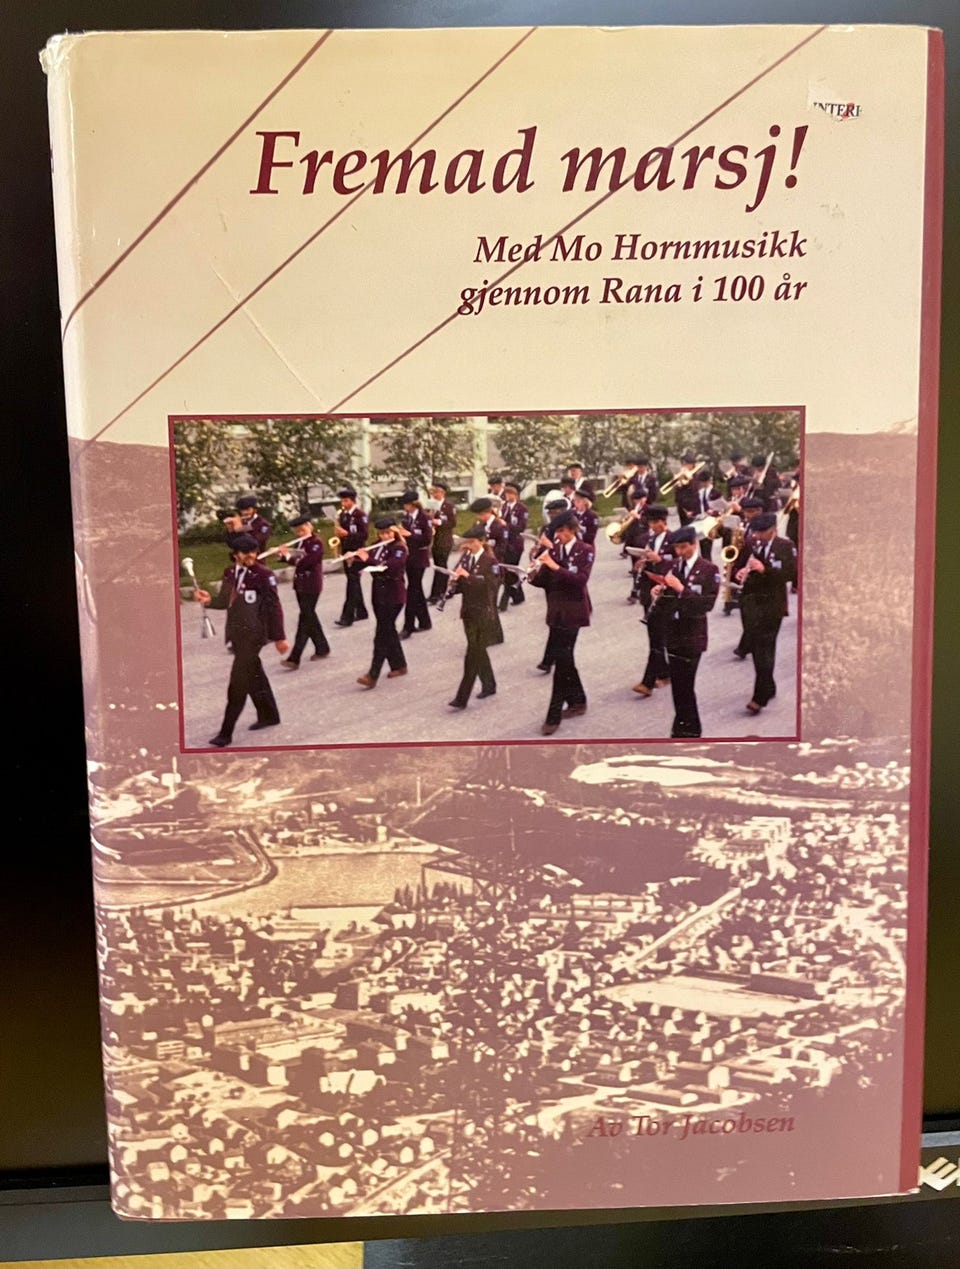 Fremad marsj!
Med Mo Hornmusikk
gjennom Rana i 100 år
Av Tor Jacobsen